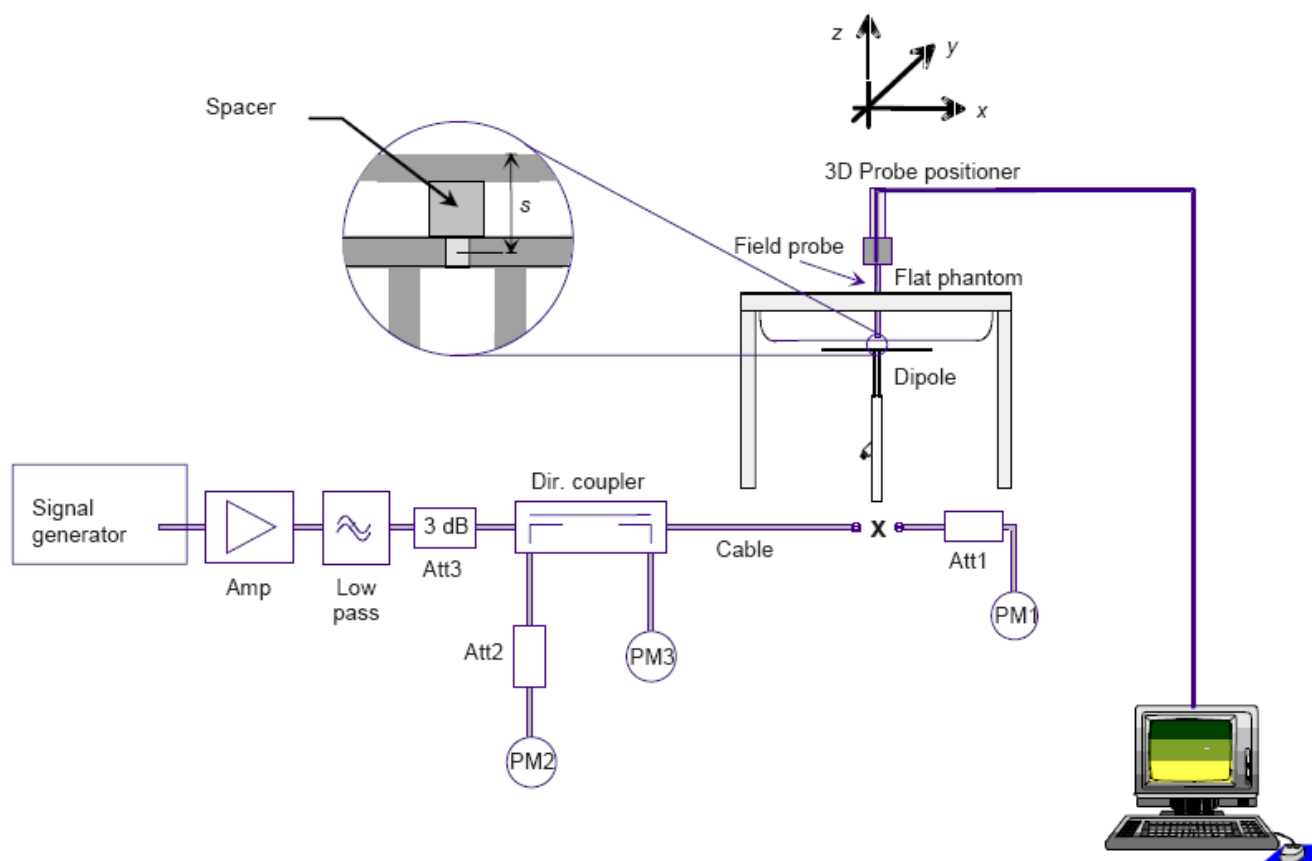 z
y
x
Spacer
s
3D Probe positioner
Field probe
Flat phantom
Dipole
Signal
generator
Amp
Low
pass
3 dB
Att3
Dir. coupler
Cable
X
Att1
PM1
Att2
PM3
PM2